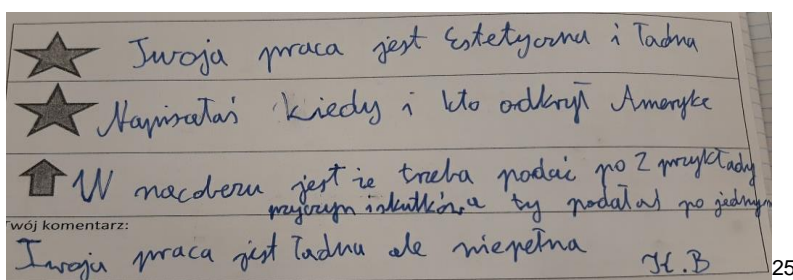 Twoja praca jest Estetyczna i Ładna
Napisałaś kiedy i kto odkrył Amerykę
W nacoberu jest że trzeba podać po 2 przykłady
przyczyn i skutków a ty podałaś po jednym
Twój komentarz:
Twoja praca jest ładna ale niepełna
H.B
25